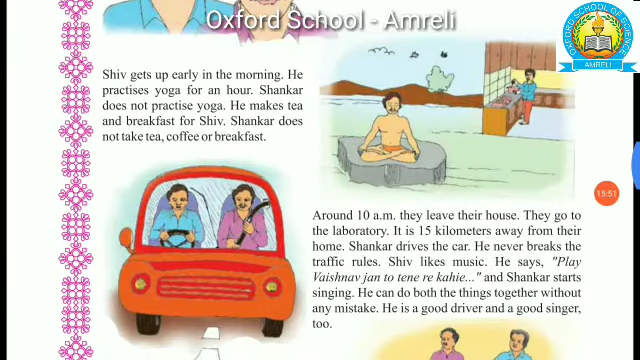 Oxford School - Amreli
OXFORD SCHOOL OF SCIENCE
AMRELI
Shiv gets up early in the morning. He
practises yoga for an hour. Shankar
does not practise yoga. He makes tea
and breakfast for Shiv. Shankar does
not take tea, coffee or breakfast.
15:51
Around 10 a.m. they leave their house. They go to
the laboratory. It is 15 kilometers away from their
home. Shankar drives the car. He never breaks the
traffic rules. Shiv likes music. He says, "Play
Vaishnav jan to tene re kahie..." and Shankar starts
singing. He can do both the things together without
any mistake. He is a good driver and a good singer,
too.